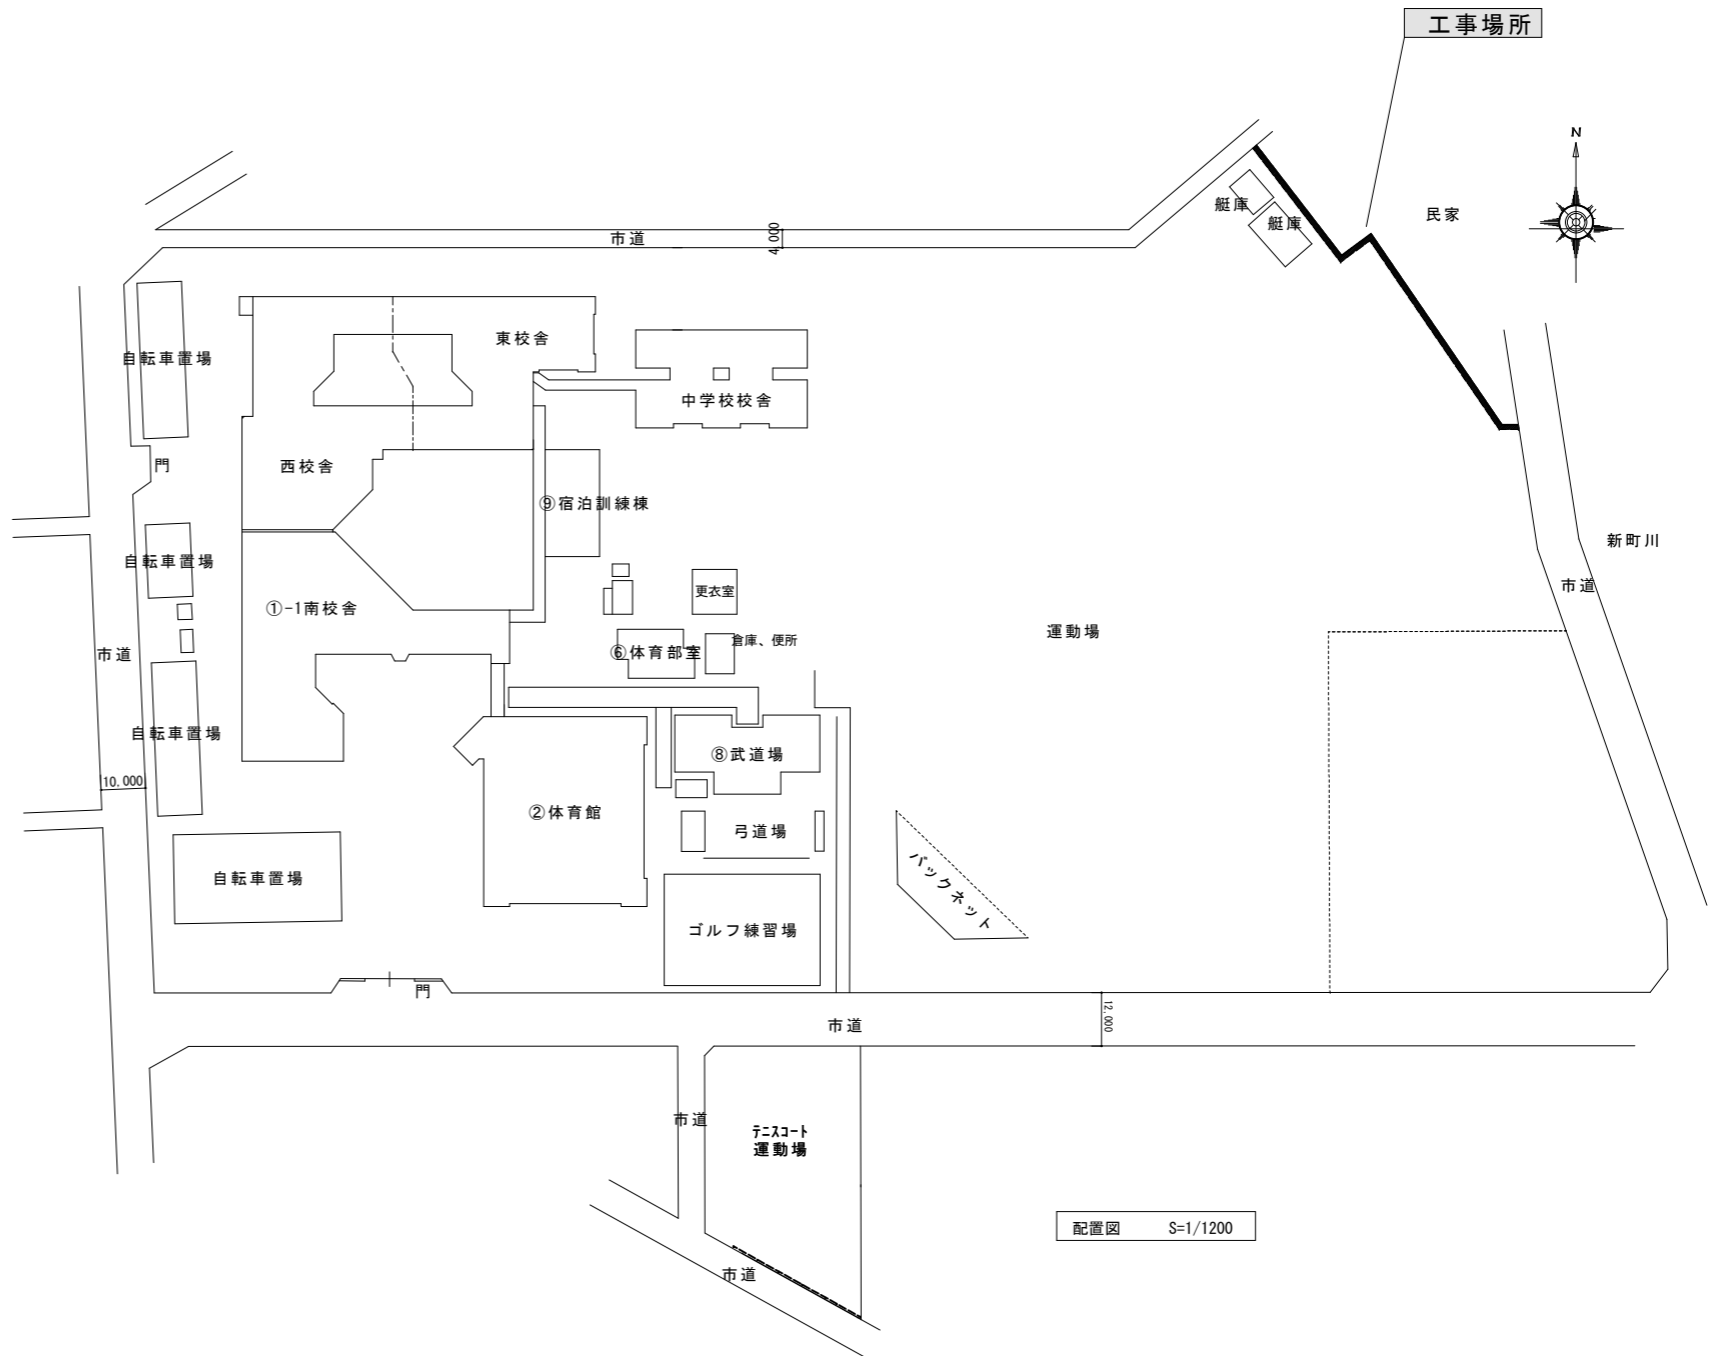 工事場所
N
艇庫
民家
艇庫
市道
4.000
東校舎
自転車置場
中学校校舎
門
西校舎
⑨宿泊訓練棟
新町川
自転車置場
市道
更衣室
①-1南校舎
運動場
倉庫、便所
⑥体育部室
市道
自転車置場
⑧武道場
10.000
②体育館
弓道場
バックネット
自転車置場
ゴルフ練習場
門
12.000
市道
市道
テニスコート
運動場
配置図 S=1/1200
市道